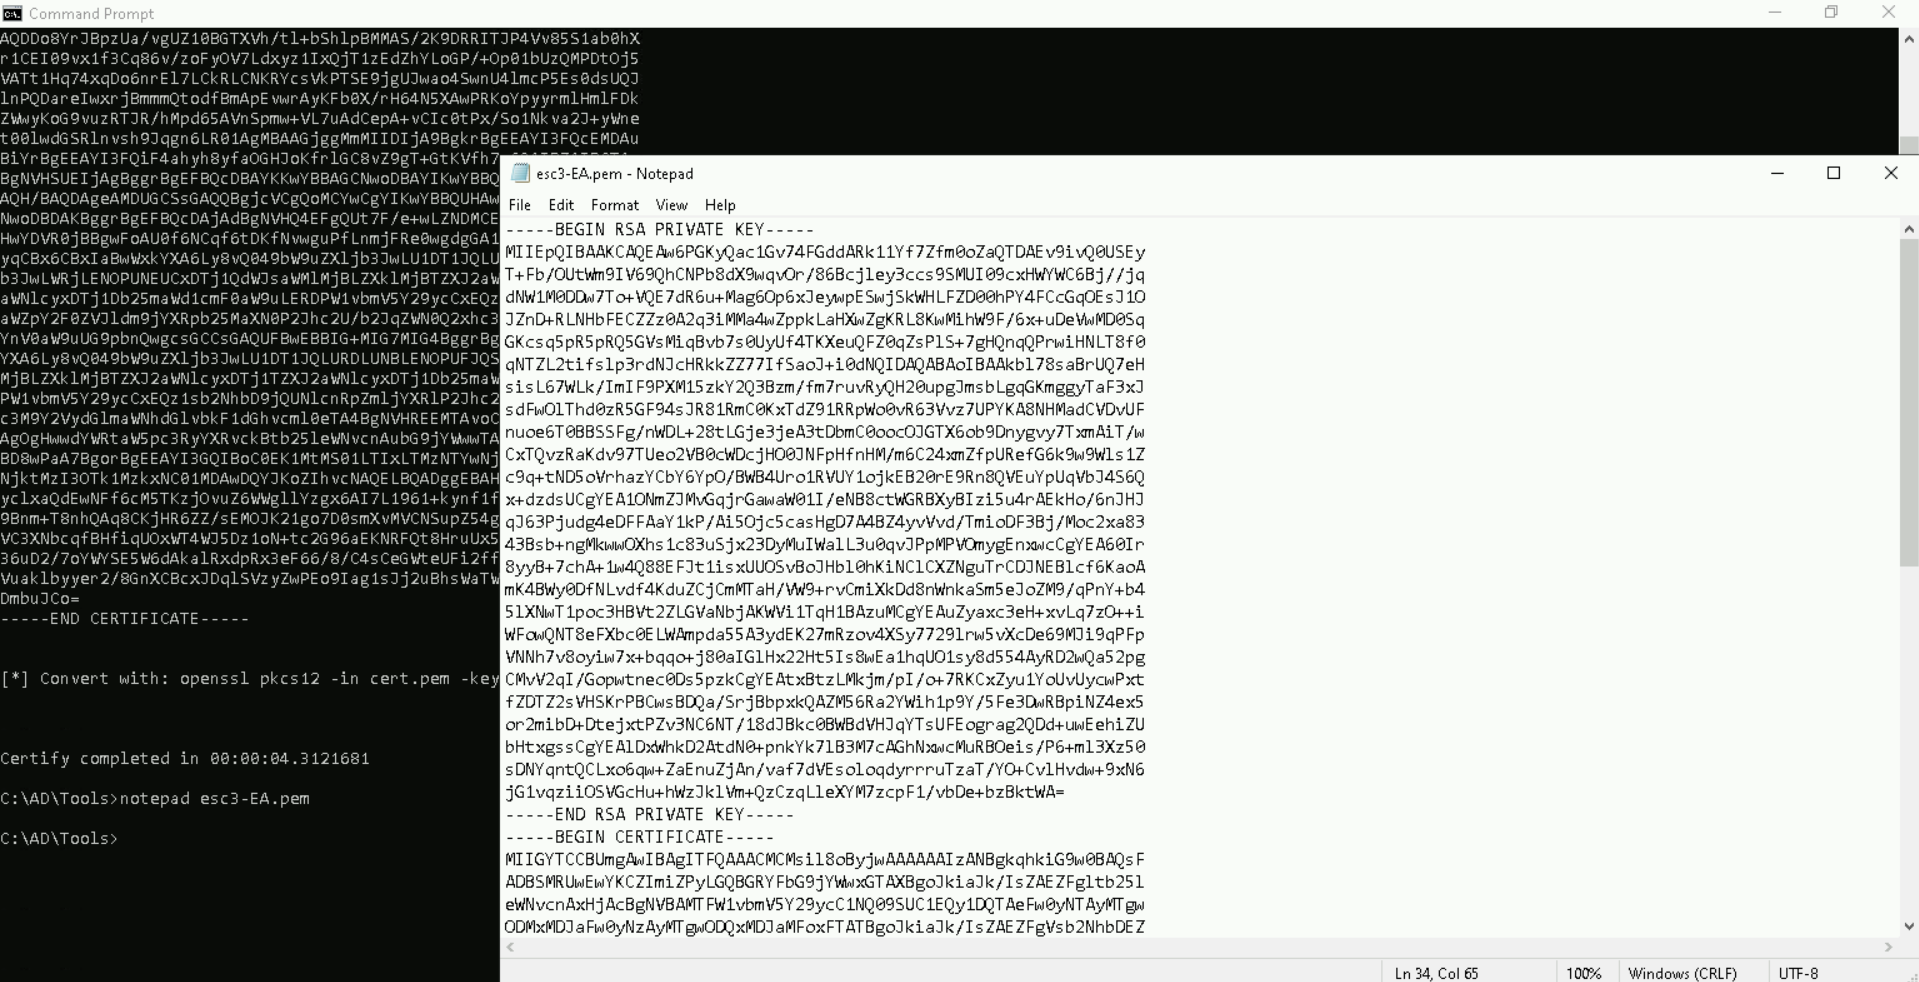 Command Prompt
AQDDo8YrJBpzUa/vgUZ10BGTXVh/tl+bShlpBMMAS/2K9DRRITJP4Vv85S1ab0hX
r1CEI09vx1f3Cq86v/zoFyOV7Ldxyz1IxQjT1zEdZhYLoGP/+Op01bUzQMPDtOj5
VATt1Hq74xqDo6nrEl7LCkRLCNKRYcsVkPTSE9jgUJwao4SwnU4lmcP5Es0dsUQJ
lnPQDareIwxrjBmmmQtodfBmApEvwrAyKFb0X/rH64N5XAwPRKoYpyyrmlHmlFDk
ZWwyKoG9vuzRTJR/hMpd65AVnSpmw+VL7uAdCepA+vCIc0tPx/So1Nkva2J+yWne
t00lwdGSRlnvsh9Jqgn6LR01AgMBAAGjggMmMIIDIjA9BgkrBgEEAYI3FQcEMDAu
BiYrBgEEAYI3FQiF4ahyh8yfaOGHJoKfrlGC8vZ9gT+GtKVfh7
BgNVHSUEIjAgBggrBgEFBQcDBAYKKwYBBAGCNwoDBAYIKwYBBQ
AQH/BAQDAgeAMDUGCSsGAQQBgjcVCgQoMCYwCgYIKwYBBQUHAw
NwoDBDAKBggrBgEFBQcDAjAdBgNVHQ4EFgQUt7F/e+wLZNDMCE
HwYDVR0jBBgwFoAU0f6NCqf6tDKfNvwguPfLnmjFRe0wgdgGA1
yqCBx6CBxIaBwWxkYXA6Ly8vQ049bW9uZXljb3JwLU1DT1JQLU
b3JwLWRjLENOPUNEUCxDTj1QdWJsaWMlMjBLZXklMjBTZXJ2aW
aWNlcyxDTj1Db25maWd1cmF0aW9uLERDPW1vbmV5Y29ycCxEQz
aWZpY2F0ZVJldm9jYXRpb25MaXN0P2Jhc2U/b2JqZWN0Q2xhc3
YnV0aW9uUG9pbnQwgcsGCCsGAQUFBwEBBIG+MIG7MIG4BggrBg
YXA6Ly8vQ049bW9uZXljb3JwLU1DT1JQLURDLUNBLENOPUFJQS
MjBLZXklMjBTZXJ2aWNlcyxDTj1TZXJ2aWNlcyxDTj1Db25maW
PW1vbmV5Y29ycCxEQz1sb2NhbD9jQUNlcnRpZmljYXRlP2Jhc2
c3M9Y2VydGlmaWNhdGlvbkF1dGhvcml0eTA4BgNVHREEMTAvoC
AgOgHwwdYWRtaW5pc3RyYXRvckBtb25leWNvcnAubG9jYWwwTA
BD8wPaA7BgorBgEEAYI3GQIBoC0EK1MtMS01LTIxLTMzNTYwNj
NjktMzI3OTk1MzkxNC01MDAwDQYJKoZIhvcNAQELBQADggEBAH
yclxaQdEwNFf6cM5TKzjOvuZ6WWgllYzgx6AI7L1961+kynf1f
9Bnm+T8nhQAq8CKjHR6ZZ/sEMOJK21go7D0smXvMVCNSupZ54g
VC3XNbcqfBHfiqUOxWT4WJ5Dz1oN+tc2G96aEKNRFQt8HruUx5
36uD2/7oYWYSE5W6dAkalRxdpRx3eF66/8/C4sCeGWteUFi2ff
Vuaklbyyer2/8GnXCBcxJDqlSVzyZwPEo9Iag1sJj2uBhsWaTW
DmbuJCo=
-----END CERTIFICATE-----
[*] Convert with: openssl pkcs12 -in cert.pem -key
Certify completed in 00:00:04.3121681
C:\AD\Tools>notepad esc3-EA.pem
C:\AD\Tools>
esc3-EA.pem - Notepad
File Edit Format View Help
-----BEGIN RSA PRIVATE KEY-----
MIIEpQIBAAKCAQEAw6PGKyQac1Gv74FGddARk11Yf7Zfm0oZaQTDAEv9ivQ0USEy
T+Fb/OUtWm9IV69QhCNPb8dX9wqvOr/86Bcjley3ccs9SMUI09cxHWYWC6Bj//jq
dNW1M0DDw7To+VQE7dR6u+Mag6Op6xJeywpESwjSkWHLFZD00hPY4FCcGqOEsJ1O
JZnD+RLNHbFECZZz0A2q3iMMa4wZppkLaHXwZgKRL8KwMihW9F/6x+uDeVwMD0Sq
GKcsq5pR5pRQ5GVsMiqBvb7s0UyUf4TKXeuQFZ0qZsPlS+7gHQnqQPrwiHNLT8f0
qNTZL2tifslp3rdNJcHRkkZZ77IfSaoJ+i0dNQIDAQABAoIBAAkbl78saBrUQ7eH
sisL67WLk/ImIF9PXM15zkY2Q3Bzm/fm7ruvRyQH20upgJmsbLgqGKmggyTaF3xJ
sdFwOlThd0zR5GF94sJR81RmC0KxTdZ91RRpWo0vR63Vvz7UPYKA8NHMadCVDvUF
nuoe6T0BBSSFg/nWDL+28tLGje3jeA3tDbmC0oocOJGTX6ob9Dnygvy7TxmAiT/w
CxTQvzRaKdv97TUeo2VB0cWDcjHO0JNFpHfnHM/m6C24xmZfpURefG6k9w9Wls1Z
c9q+tND5oVrhazYCbY6YpO/BWB4Uro1RVUY1ojkEB20rE9Rn8QVEuYpUqVbJ4S6Q
x+dzdsUCgYEA1ONmZJMvGqjrGawaW01I/eNB8ctWGRBXyBIzi5u4rAEkHo/6nJHJ
qJ63Pjudg4eDFFAaY1kP/Ai5Ojc5casHgD7A4BZ4yvVvd/TmioDF3Bj/Moc2xa83
43Bsb+ngMkwwOXhs1c83uSjx23DyMuIWalL3u0qvJPpMPVOmygEnxwcCgYEA60Ir
8yyB+7chA+1w4Q88EFJt1isxUUOSvBoJHbl0hKiNClCXZNguTrCDJNEBlcf6KaoA
mK4BWy0DfNLvdf4KduZCjCmMTaH/VW9+rvCmiXkDd8nWnkaSm5eJoZM9/qPnY+b4
5lXNwT1poc3HBVt2ZLGVaNbjAKWVi1TqH1BAzuMCgYEAuZyaxc3eH+xvLq7zO++i
WFowQNT8eFXbc0ELWAmpda55A3ydEK27mRzov4XSy7729lrw5vXcDe69MJi9qPFp
VNNh7v8oyiw7x+bqqo+j80aIGlHx22Ht5Is8wEa1hqUO1sy8d554AyRD2wQa52pg
CMvV2qI/Gopwtnec0Ds5pzkCgYEAtxBtzLMkjm/pI/o+7RKCxZyu1YoUvUycwPxt
fZDTZ2sVHSKrPBCwsBDQa/SrjBbpxkQAZM56Ra2YWih1p9Y/5Fe3DwRBpiNZ4ex5
or2mibD+DtejxtPZv3NC6NT/18dJBkc0BWBdVHJqYTsUFEograg2QDd+uwEehiZU
bHtxgssCgYEAlDxWhkD2AtdN0+pnkYk7lB3M7cAGhNxwcMuRBOeis/P6+ml3Xz50
sDNYqntQCLxo6qw+ZaEnuZjAn/vaf7dVEsoloqdyrrruTzaT/YO+CvlHvdw+9xN6
jG1vqziiOSVGcHu+hWzJklVm+QzCzqLleXYM7zcpF1/vbDe+bzBktWA=
-----END RSA PRIVATE KEY-----
-----BEGIN CERTIFICATE-----
MIIGYTCCBUmgAwIBAgITFQAAACMCMsil8oByjwAAAAAAIzANBgkqhkiG9w0BAQsF
ADBSMRUwEwYKCZImiZPyLGQBGRYFbG9jYWwxGTAXBgoJkiaJk/IsZAEZFgltb25l
eWNvcnAxHjAcBgNVBAMTFW1vbmV5Y29ycC1NQ09SUC1EQy1DQTAeFw0yNTAyMTgw
ODMxMDJaFw0yNzAyMTgwODQxMDJaMFoxFTATBgoJkiaJk/IsZAEZFgVsb2NhbDEZ
Ln 34, Col 65
100%
Windows (CRLF)
UTF-8